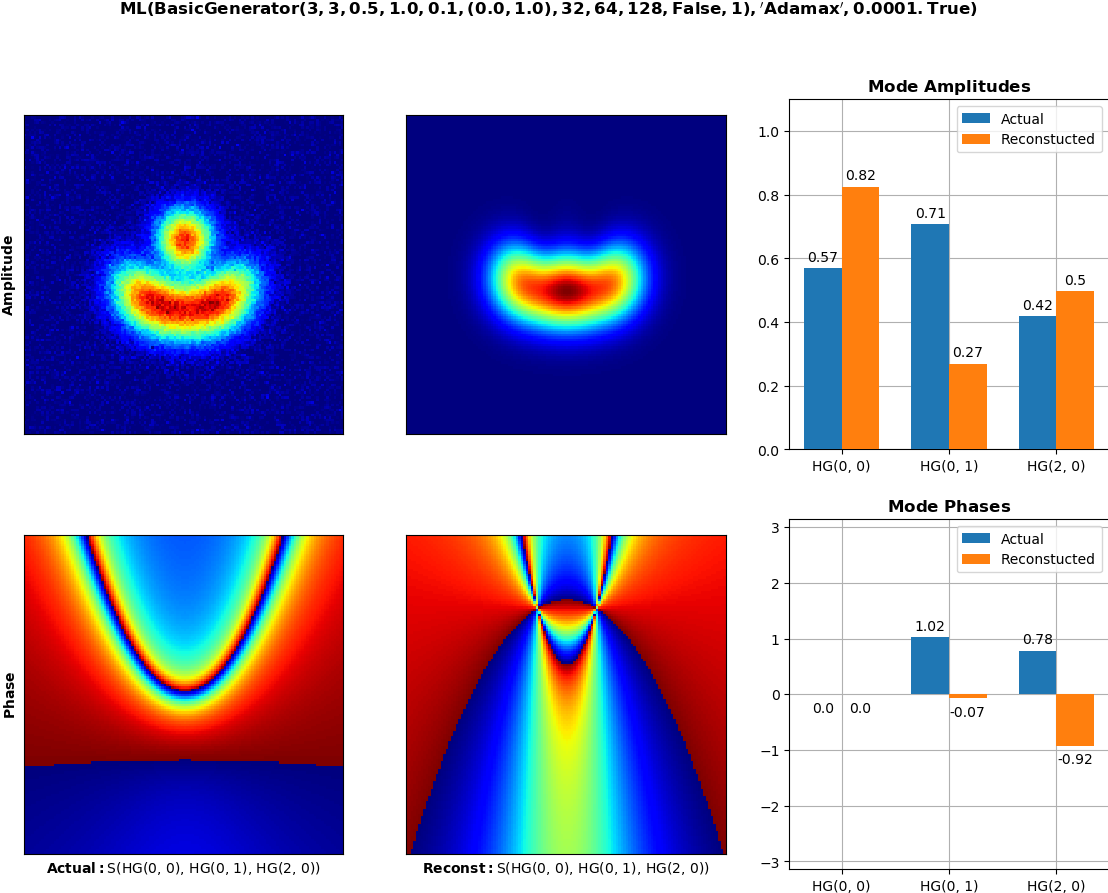 ML(BasicGenerator(3, 3, 0.5, 1.0, 0.1, (0.0, 1.0), 32, 64, 128, False, 1), ′Adamax′, 0.0001. True)
Amplitude
Mode Amplitudes
Actual
Reconstucted
1.0
0.8
0.6
0.4
0.2
0.0
0.57
0.82
0.71
0.27
0.42
0.5
HG(0, 0)
HG(0, 1)
HG(2, 0)
Phase
Actual: S(HG(0, 0), HG(0, 1), HG(2, 0))
Reconst: S(HG(0, 0), HG(0, 1), HG(2, 0))
Mode Phases
Actual
Reconstucted
3
2
1
0
−1
−2
−3
0.0
0.0
1.02
-0.07
0.78
-0.92
HG(0, 0)
HG(0, 1)
HG(2, 0)